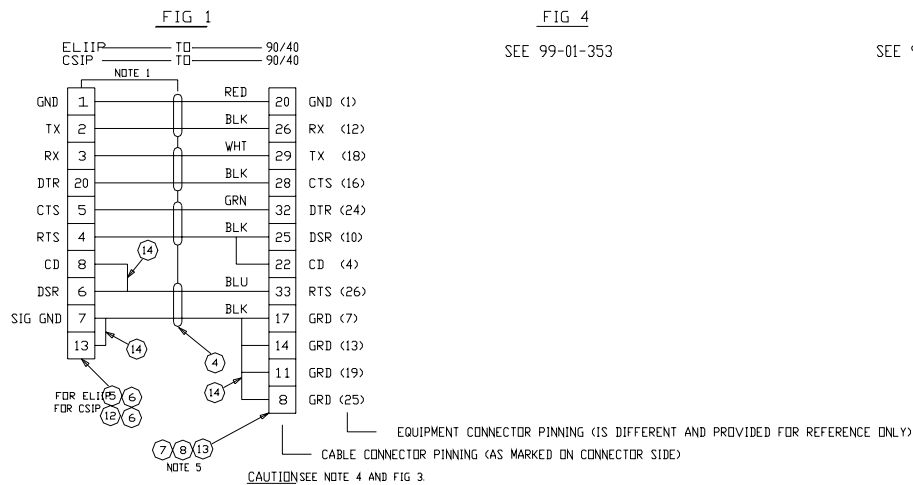 FIG 1
FIG 4
ELIIP TO 90/40
CSIP TO 90/40
SEE 99-01-353
SEE
NOTE 1
GND 1 RED 20 GND (1)
TX 2 BLK 26 RX (12)
RX 3 WHT 29 TX (18)
DTR 20 BLK 28 CTS (16)
CTS 5 GRN 32 DTR (24)
RTS 4 BLK 25 DSR (10)
14
CD 8 22 CD (4)
DSR 6 BLU 33 RTS (26)
SIG GND 7 BLK 17 GRD (7)
13 14 14 GRD (13)
4
11 GRD (19)
14
FOR ELIIP 5 6
8 GRD (25)
FOR CSIP 12 6
EQUIPMENT CONNECTOR PINNING (IS DIFFERENT AND PROVIDED FOR REFERENCE ONLY)
7 8 13
CABLE CONNECTOR PINNING (AS MARKED ON CONNECTOR SIDE)
NOTE 5
CAUTION SEE NOTE 4 AND FIG 3.